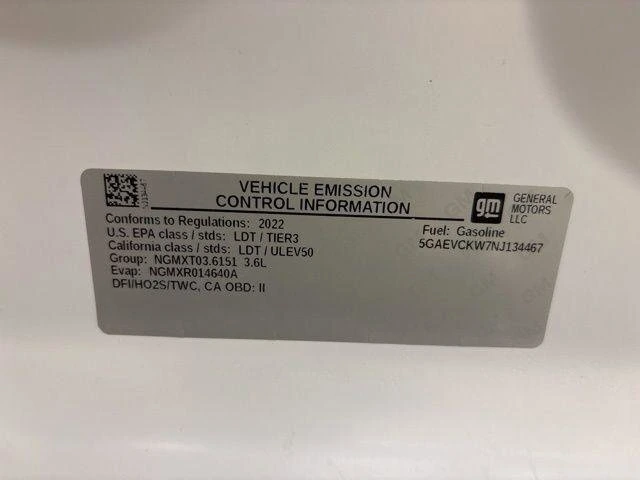 VEHICLE EMISSION
CONTROL INFORMATION
gm
GENERAL
MOTORS
LLC
Conforms to Regulations: 2022
U.S. EPA class / stds: LDT / TIER3
California class / stds: LDT / ULEV50
Group: NGMXT03.6151 3.6L
Evap: NGMXR014640A
DFI/HO2S/TWC, CA OBD: II
Fuel: Gasoline
5GAEVCKW7NJ134467